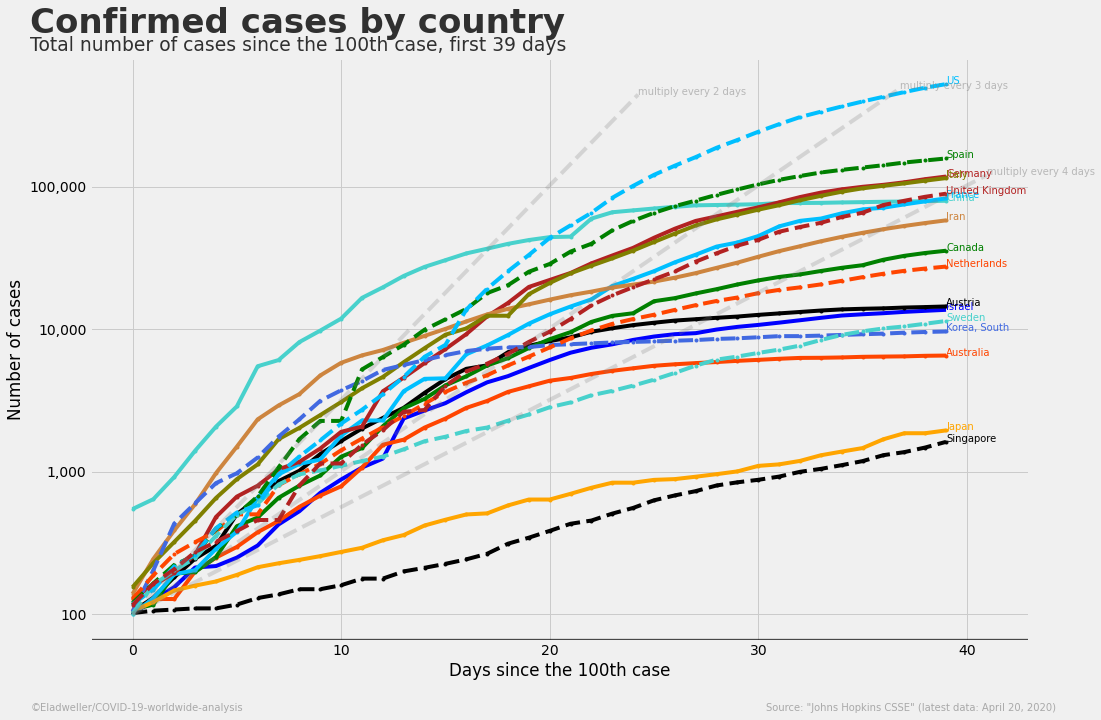 Confirmed cases by country
Total number of cases since the 100th case, first 39 days
multiply every 2 days
multiply every 3 days
multiply every 4 days
US
Spain
Germany
Italy
United Kingdom
France
China
Iran
Canada
Netherlands
Austria
Israel
Sweden
Korea, South
Australia
Japan
Singapore
100,000
10,000
1,000
100
Number of cases
0 10 20 30 40
Days since the 100th case
©Eladweller/COVID-19-worldwide-analysis
Source: "Johns Hopkins CSSE" (latest data: April 20, 2020)